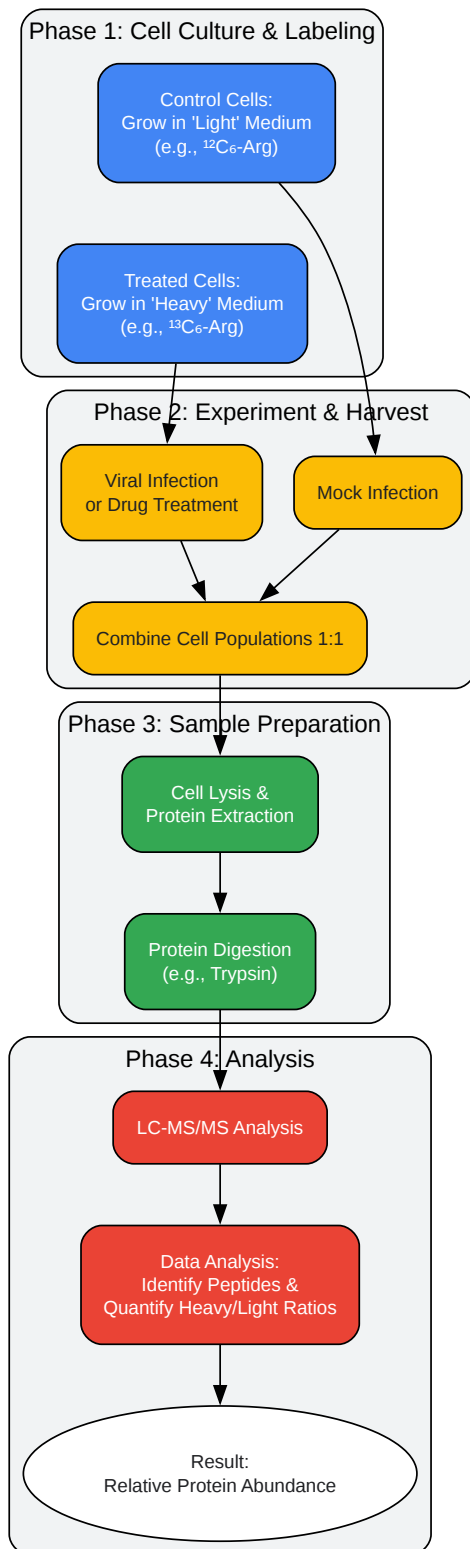 Phase 1: Cell Culture & Labeling
Control Cells:
Grow in 'Light' Medium
(e.g., ¹²C₆-Arg)
Treated Cells:
Grow in 'Heavy' Medium
(e.g., ¹³C₆-Arg)
Phase 2: Experiment & Harvest
Viral Infection
or Drug Treatment
Mock Infection
Combine Cell Populations 1:1
Phase 3: Sample Preparation
Cell Lysis &
Protein Extraction
Protein Digestion
(e.g., Trypsin)
Phase 4: Analysis
LC-MS/MS Analysis
Data Analysis:
Identify Peptides &
Quantify Heavy/Light Ratios
Result:
Relative Protein Abundance